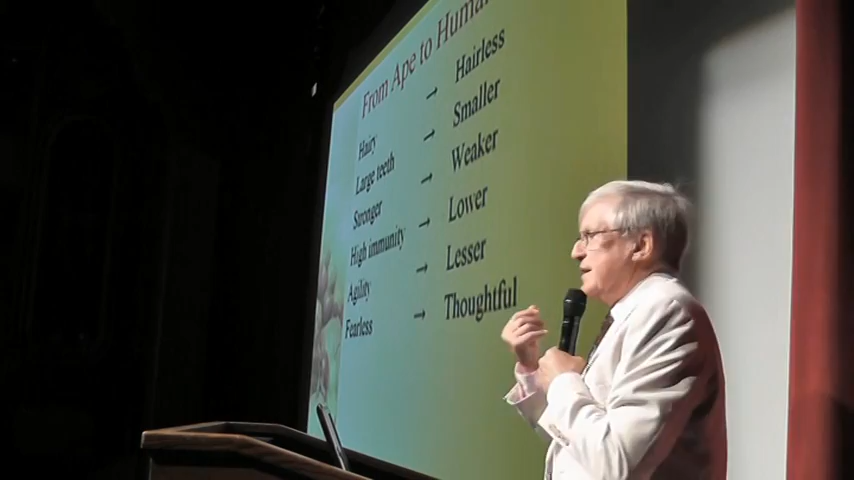 From Ape to Human
Hairy → Hairless
Large teeth → Smaller
Stronger → Weaker
High immunity → Lower
Agility → Lesser
Fearless → Thoughtful